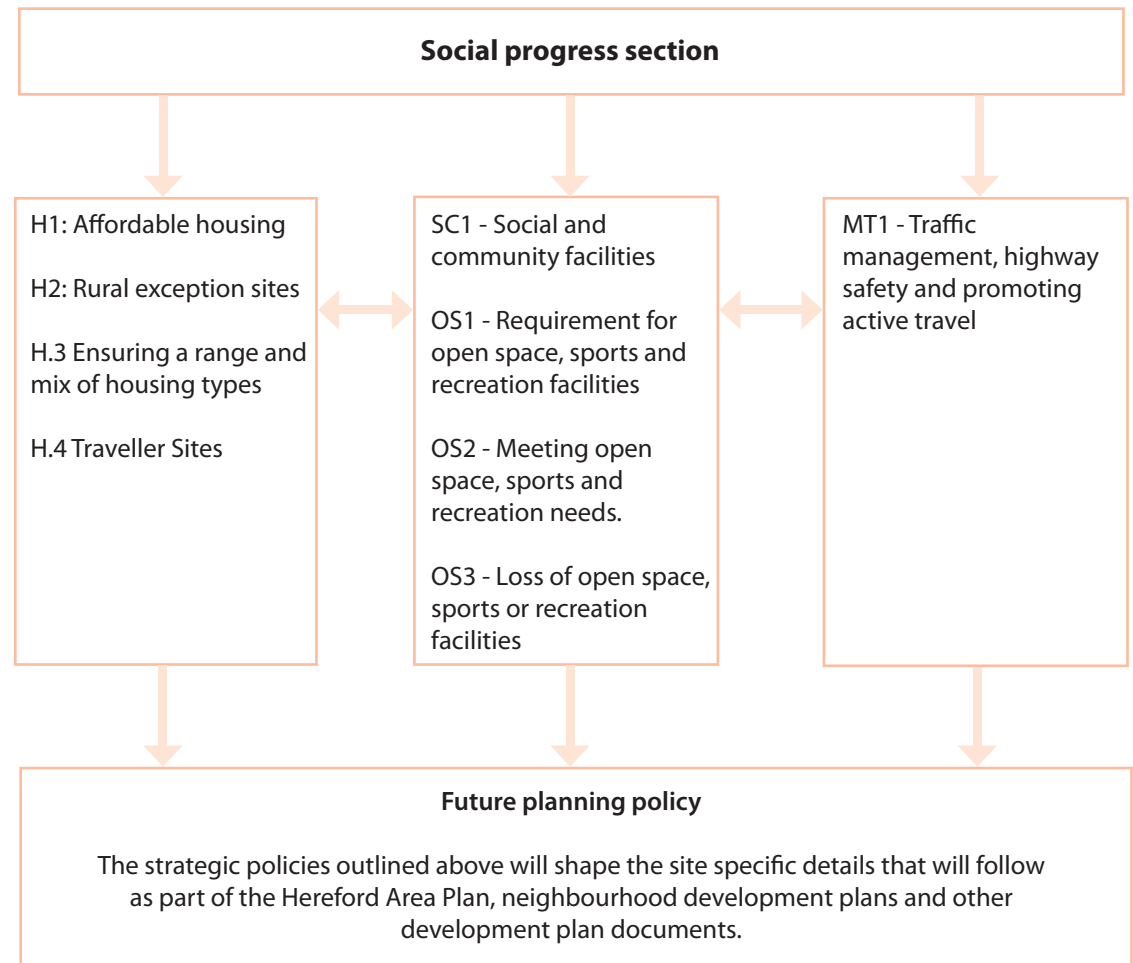 Social progress section
H1: Affordable housing
H2: Rural exception sites
H.3 Ensuring a range and
mix of housing types
H.4 Traveller Sites
SC1 - Social and
community facilities
OS1 - Requirement for
open space, sports and
recreation facilities
OS2 - Meeting open
space, sports and
recreation needs.
OS3 - Loss of open space,
sports or recreation
facilities
MT1 - Traffic
management, highway
safety and promoting
active travel
Future planning policy
The strategic policies outlined above will shape the site specific details that will follow
as part of the Hereford Area Plan, neighbourhood development plans and other
development plan documents.